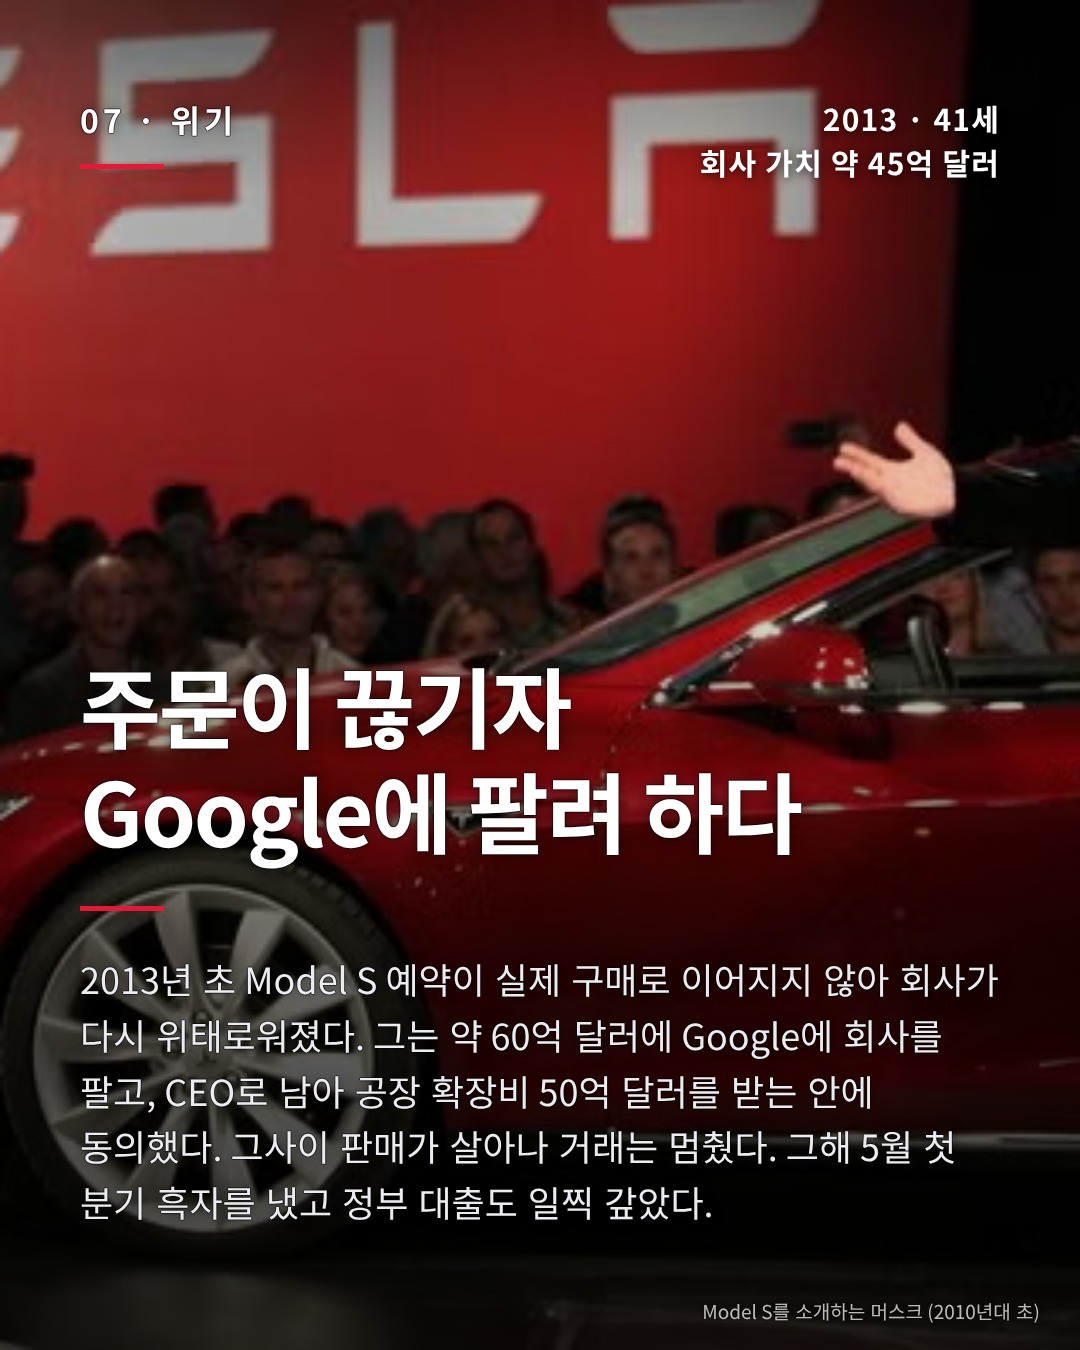 ESLA
07 · 위기
2013 · 41세
회사 가치 약 45억 달러
주문이 끊기자
Google에 팔려 하다
2013년 초 Model S 예약이 실제 구매로 이어지지 않아 회사가
다시 위태로워졌다. 그는 약 60억 달러에 Google에 회사를
팔고, CEO로 남아 공장 확장비 50억 달러를 받는 안에
동의했다. 그사이 판매가 살아나 거래는 멈췄다. 그해 5월 첫
분기 흑자를 냈고 정부 대출도 일찍 갚았다.
Model S를 소개하는 머스크 (2010년대 초)